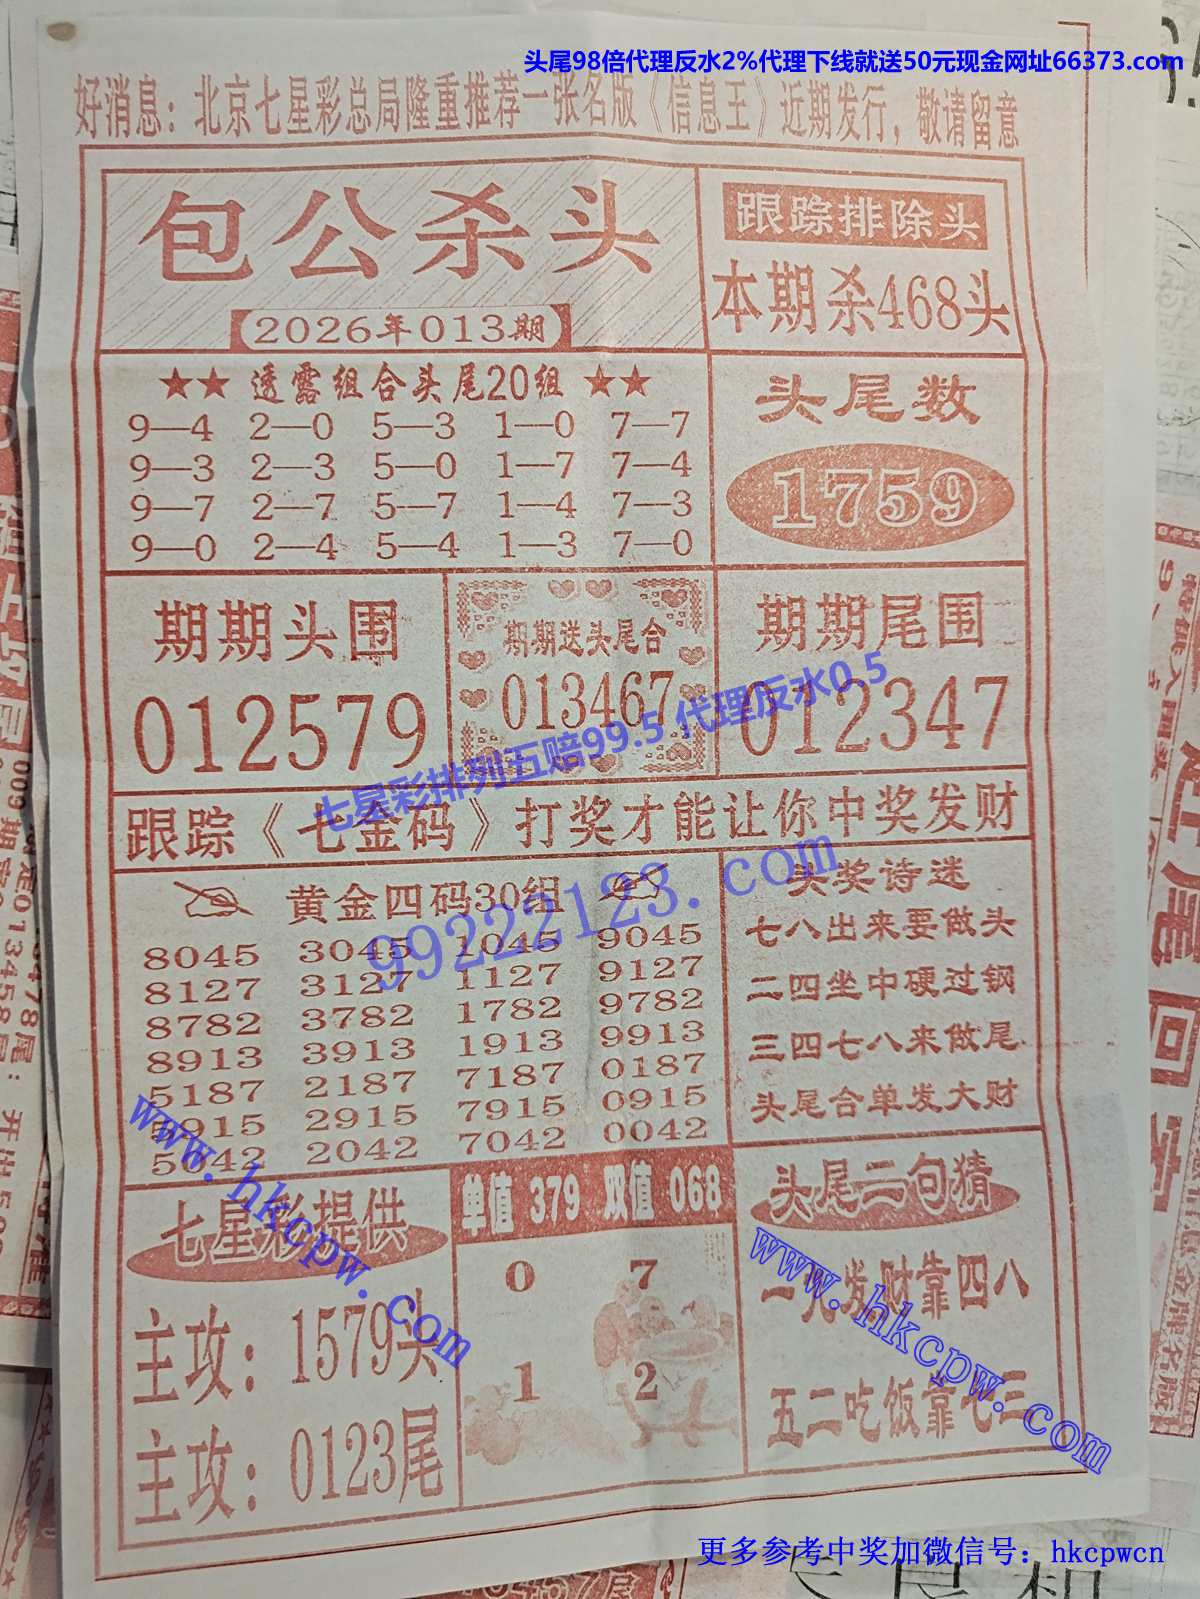 头尾98倍代理反水2%代理下线就送50元现金网址66373.com
好消息：北京七星彩总局隆重推荐一张名版《信息王》近期发行，敬请留意
包公杀头
2026年013期
跟踪排除头
本期杀468头
★★透露组合头尾20组★★
9—4 2—0 5—3 1—0 7—7
9—3 2—3 5—0 1—7 7—4
9—7 2—7 5—7 1—4 7—3
9—0 2—4 5—4 1—3 7—0
头尾数
1759
期期头围
012579
期期送头尾合
013467
期期尾围
012347
七星彩排列五赔99.5 代理反水0.5
跟踪《七金码》打奖才能让你中奖发财
99222123.com
黄金四码30组
8045 3045 1045 9045
8127 3127 1127 9127
8782 3782 1782 9782
8913 3913 1913 9913
5187 2187 7187 0187
5915 2915 7915 0915
5042 2042 7042 0042
头奖诗迷
七八出来要做头
二四坐中硬过钢
三四七八来做尾
头尾合单发大财
www.hkcpw.com
七星彩提供
主攻：1579头
主攻：0123尾
单值 379 双值 068
0 7
1 2
头尾二句猜
一元发财靠四八
五二吃饭靠七三
www.hkcpw.com
更多参考中奖加微信号：hkcpwcn